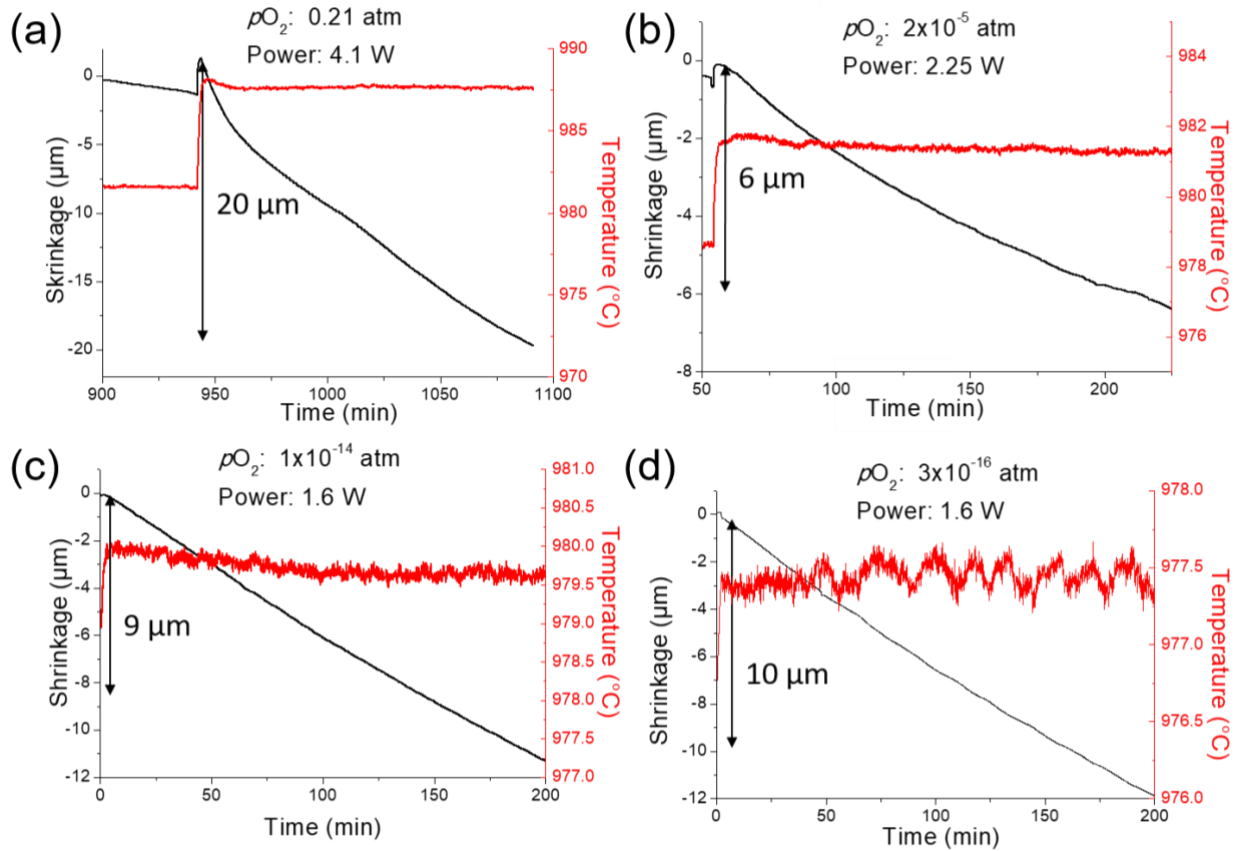 (a)
pO₂: 0.21 atm
Power: 4.1 W
Skrinkage (µm)
0
-5
-10
-15
-20
20 µm
990
985
980
975
970
Temperature (°C)
900
950
1000
1050
1100
Time (min)
(b)
pO₂: 2x10⁻⁵ atm
Power: 2.25 W
Shrinkage (µm)
0
-2
-4
-6
-8
6 µm
984
982
980
978
976
Temperature (°C)
50
100
150
200
Time (min)
(c)
pO₂: 1x10⁻¹⁴ atm
Power: 1.6 W
Shrinkage (µm)
0
-2
-4
-6
-8
-10
-12
9 µm
981.0
980.5
980.0
979.5
979.0
978.5
978.0
977.5
977.0
Temperature (°C)
0
50
100
150
200
Time (min)
(d)
pO₂: 3x10⁻¹⁶ atm
Power: 1.6 W
Shrinkage (µm)
0
-2
-4
-6
-8
-10
-12
10 µm
978.0
977.5
977.0
976.5
976.0
Temperature (°C)
0
50
100
150
200
Time (min)